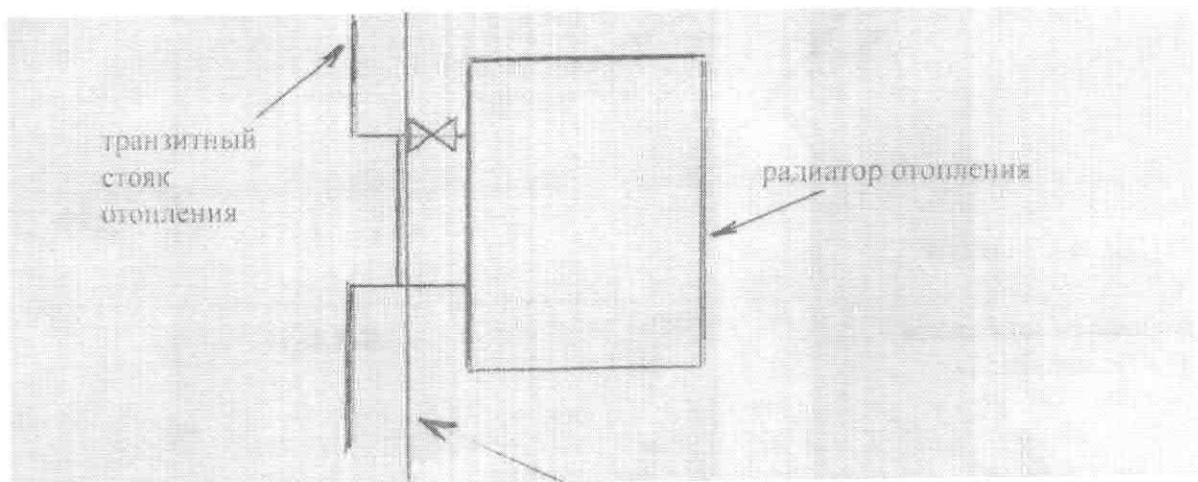 транзитный
стояк
отопления
радиатор отопления